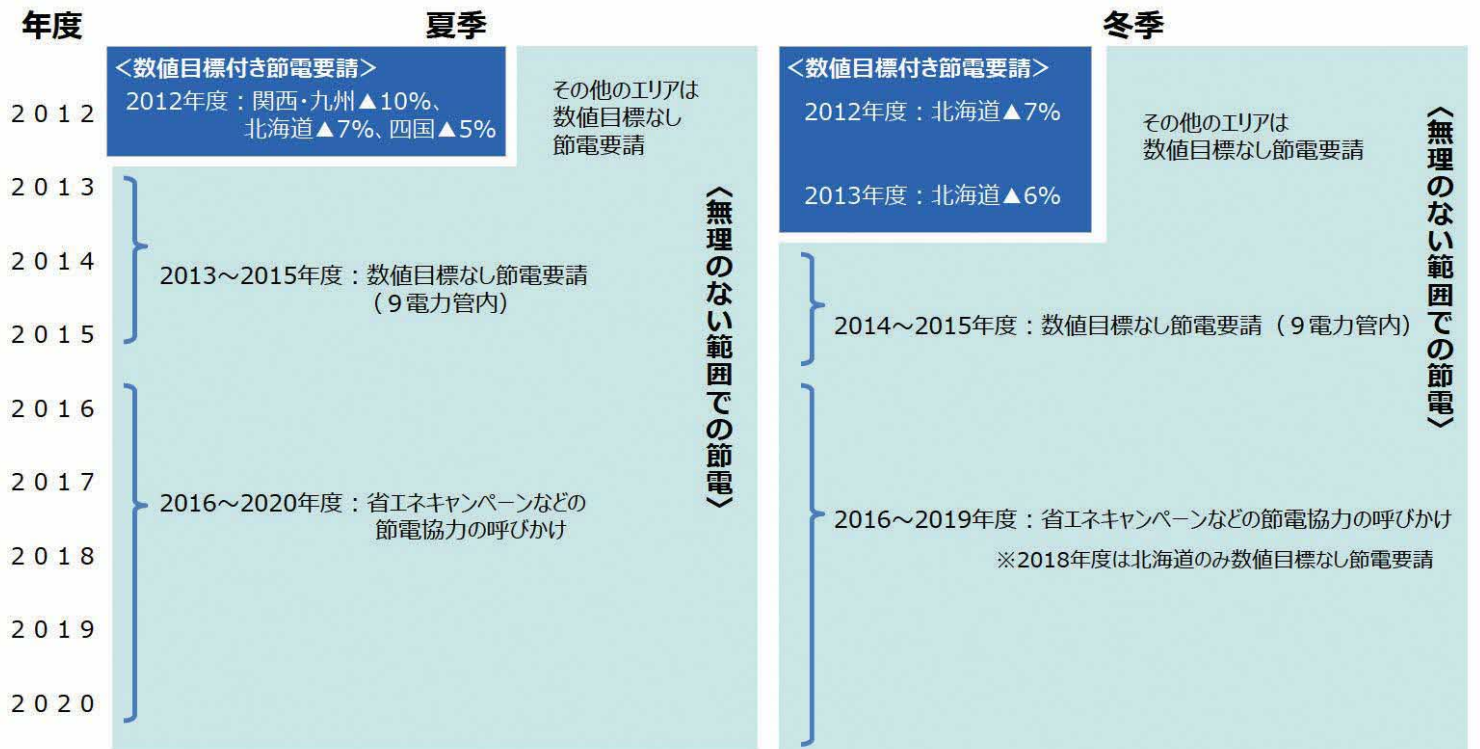 年度
夏季
冬季
2012
2013
2014
2015
2016
2017
2018
2019
2020
<数値目標付き節電要請>
2012年度：関西・九州▲10%、
北海道▲7%、四国▲5%
その他のエリアは
数値目標なし
節電要請
2013～2015年度：数値目標なし節電要請
（９電力管内）
2016～2020年度：省エネキャンペーンなどの
節電協力の呼びかけ
〈無理のない範囲での節電〉
<数値目標付き節電要請>
2012年度：北海道▲7%
2013年度：北海道▲6%
その他のエリアは
数値目標なし節電要請
2014～2015年度：数値目標なし節電要請（９電力管内）
2016～2019年度：省エネキャンペーンなどの節電協力の呼びかけ
※2018年度は北海道のみ数値目標なし節電要請
〈無理のない範囲での節電〉